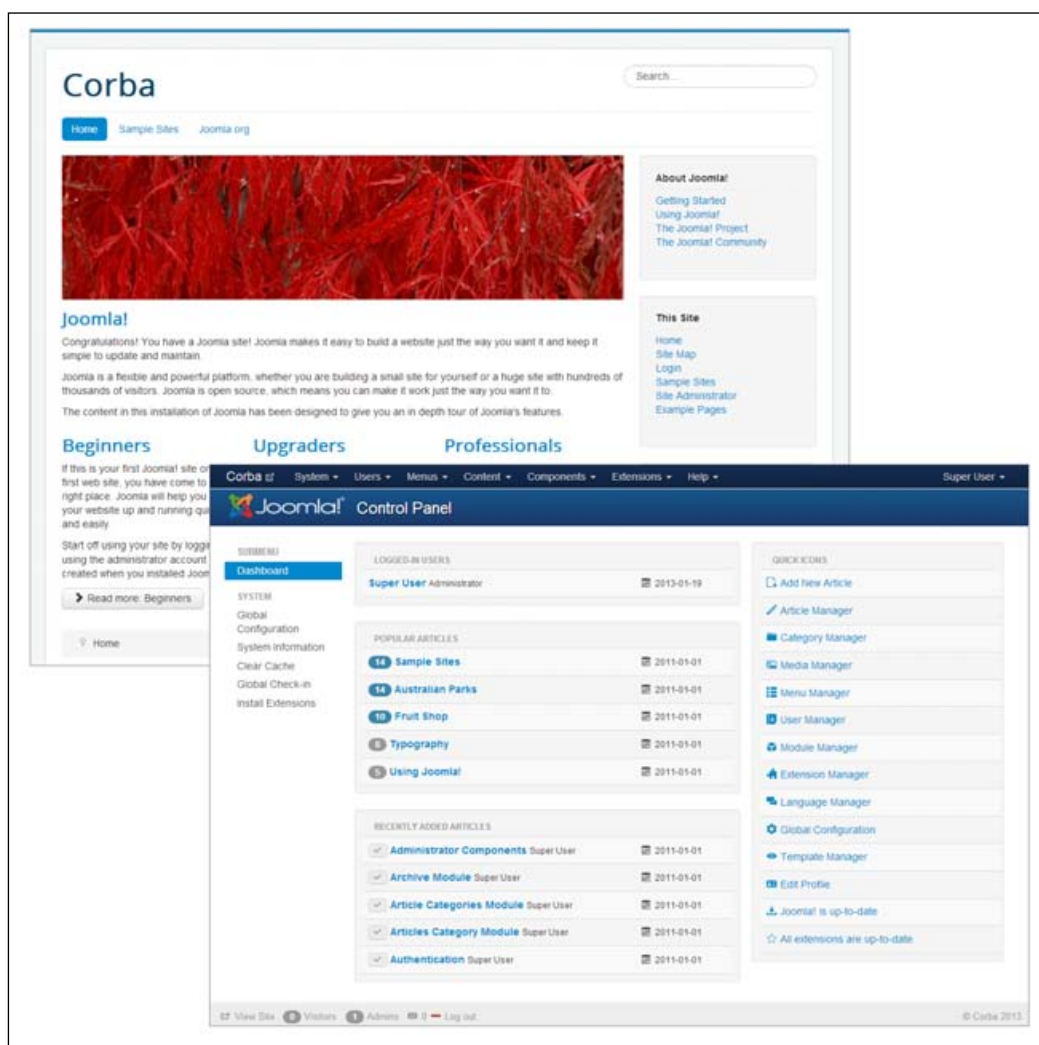 Corba
Search...
Home Sample Sites Joomla.org
About Joomla!
Getting Started
Using Joomla!
The Joomla! Project
The Joomla! Community
Joomla!
Congratulations! You have a Joomla site! Joomla makes it easy to build a website just the way you want it and keep it
simple to update and maintain.
Joomla is a flexible and powerful platform, whether you are building a small site for yourself or a huge site with hundreds of
thousands of visitors. Joomla is open source, which means you can make it work just the way you want it to.
The content in this installation of Joomla has been designed to give you an in depth tour of Joomla's features.
This Site
Home
Site Map
Login
Sample Sites
Site Administrator
Example Pages
Beginners Upgraders Professionals
If this is your first Joomla! site or
first web site, you have come to
right place. Joomla will help you
your website up and running qui
and easily.
Start off using your site by loggin
using the administrator account
created when you installed Joom
Read more: Beginners
Home
Corba System Users Menus Content Components Extensions Help Super User
Joomla! Control Panel
SUBMENU
Dashboard
SYSTEM
Global
Configuration
System Information
Clear Cache
Global Check-in
Install Extensions
LOGGED-IN USERS
Super User Administrator 2013-01-19
POPULAR ARTICLES
14 Sample Sites 2011-01-01
14 Australian Parks 2011-01-01
10 Fruit Shop 2011-01-01
6 Typography 2011-01-01
5 Using Joomla! 2011-01-01
RECENTLY ADDED ARTICLES
Administrator Components Super User 2011-01-01
Archive Module Super User 2011-01-01
Article Categories Module Super User 2011-01-01
Articles Category Module Super User 2011-01-01
Authentication Super User 2011-01-01
QUICK ICONS
Add New Article
Article Manager
Category Manager
Media Manager
Menu Manager
User Manager
Module Manager
Extension Manager
Language Manager
Global Configuration
Template Manager
Edit Profile
Joomla! is up-to-date
All extensions are up-to-date
View Site 0 Visitors 1 Admins 0 Log out © Corba 2013